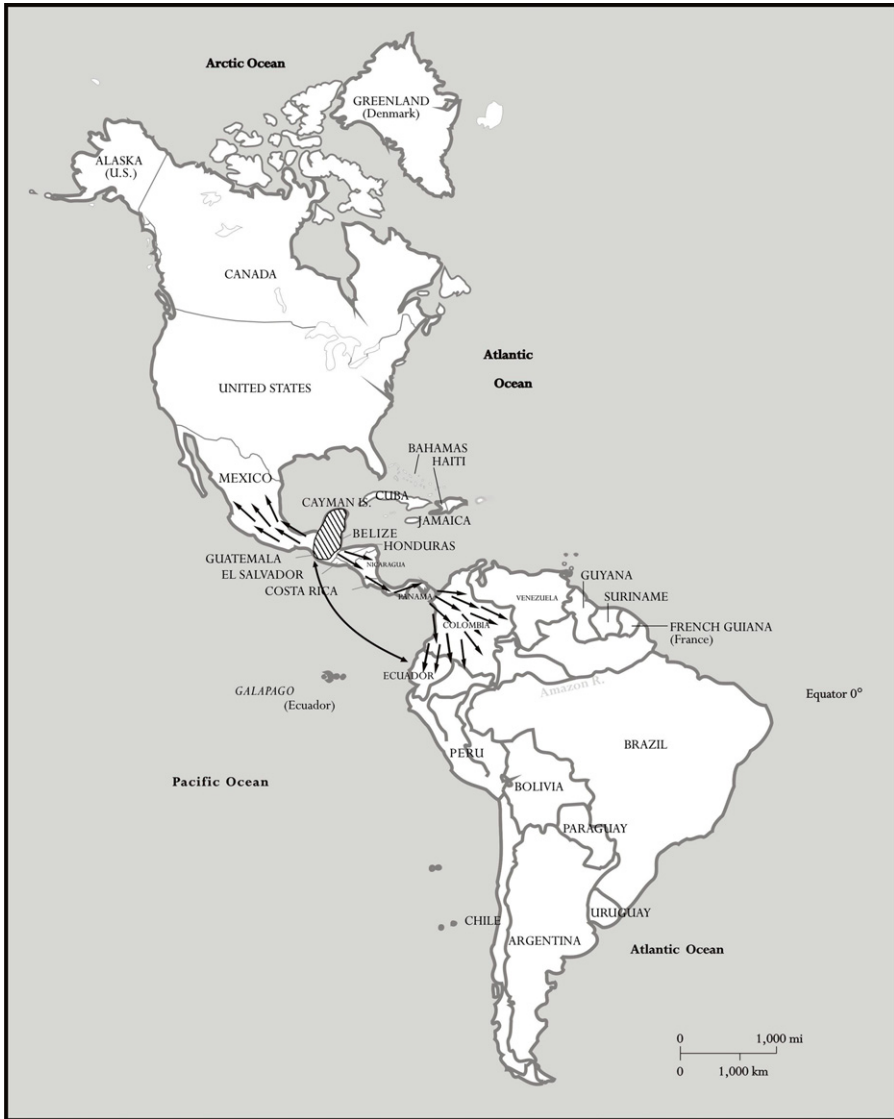 Arctic Ocean
GREENLAND
(Denmark)
ALASKA
(U.S.)
CANADA
Atlantic
Ocean
UNITED STATES
BAHAMAS
HAITI
MEXICO
CUBA
CAYMAN IS.
JAMAICA
BELIZE
HONDURAS
GUATEMALA
NICARAGUA
EL SALVADOR
COSTA RICA
PANAMA
VENEZUELA
GUYANA
SURINAME
FRENCH GUIANA
(France)
COLOMBIA
ECUADOR
GALAPAGO
(Ecuador)
Amazon R.
Equator 0°
PERU
BRAZIL
Pacific Ocean
BOLIVIA
PARAGUAY
CHILE
URUGUAY
ARGENTINA
Atlantic Ocean
0 1,000 mi
0 1,000 km